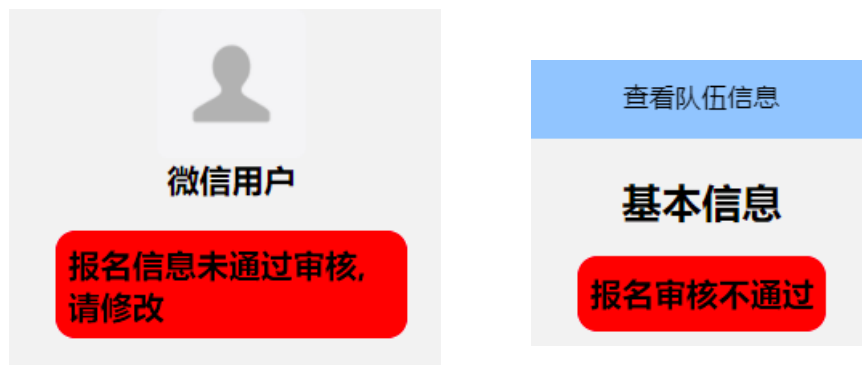 微信用户
报名信息未通过审核,
请修改
查看队伍信息
基本信息
报名审核不通过